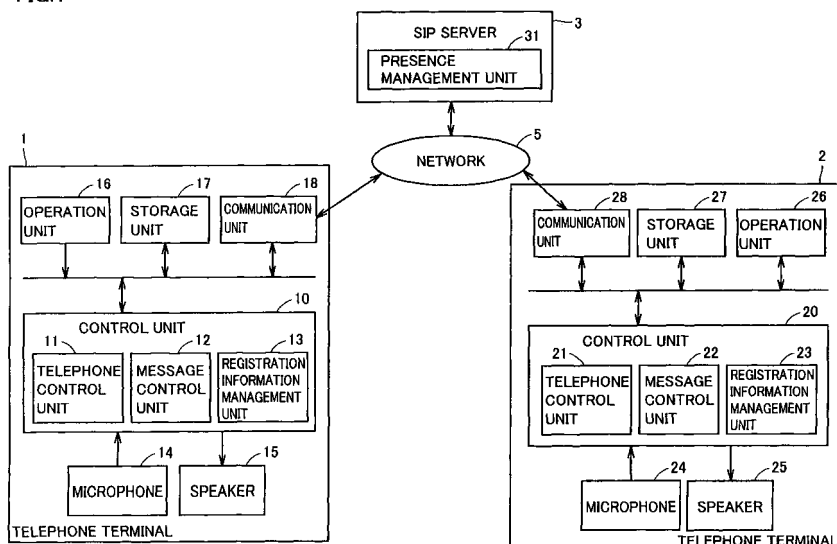 3
SIP SERVER
31
PRESENCE
MANAGEMENT UNIT
5
NETWORK
1
16
OPERATION
UNIT
17
STORAGE
UNIT
18
COMMUNICATION
UNIT
10
CONTROL UNIT
11
TELEPHONE
CONTROL
UNIT
12
MESSAGE
CONTROL
UNIT
13
REGISTRATION
INFORMATION
MANAGEMENT
UNIT
14
MICROPHONE
15
SPEAKER
TELEPHONE TERMINAL
2
28
COMMUNICATION
UNIT
27
STORAGE
UNIT
26
OPERATION
UNIT
20
CONTROL UNIT
21
TELEPHONE
CONTROL
UNIT
22
MESSAGE
CONTROL
UNIT
23
REGISTRATION
INFORMATION
MANAGEMENT
UNIT
24
MICROPHONE
25
SPEAKER
TELEPHONE TERMINAL